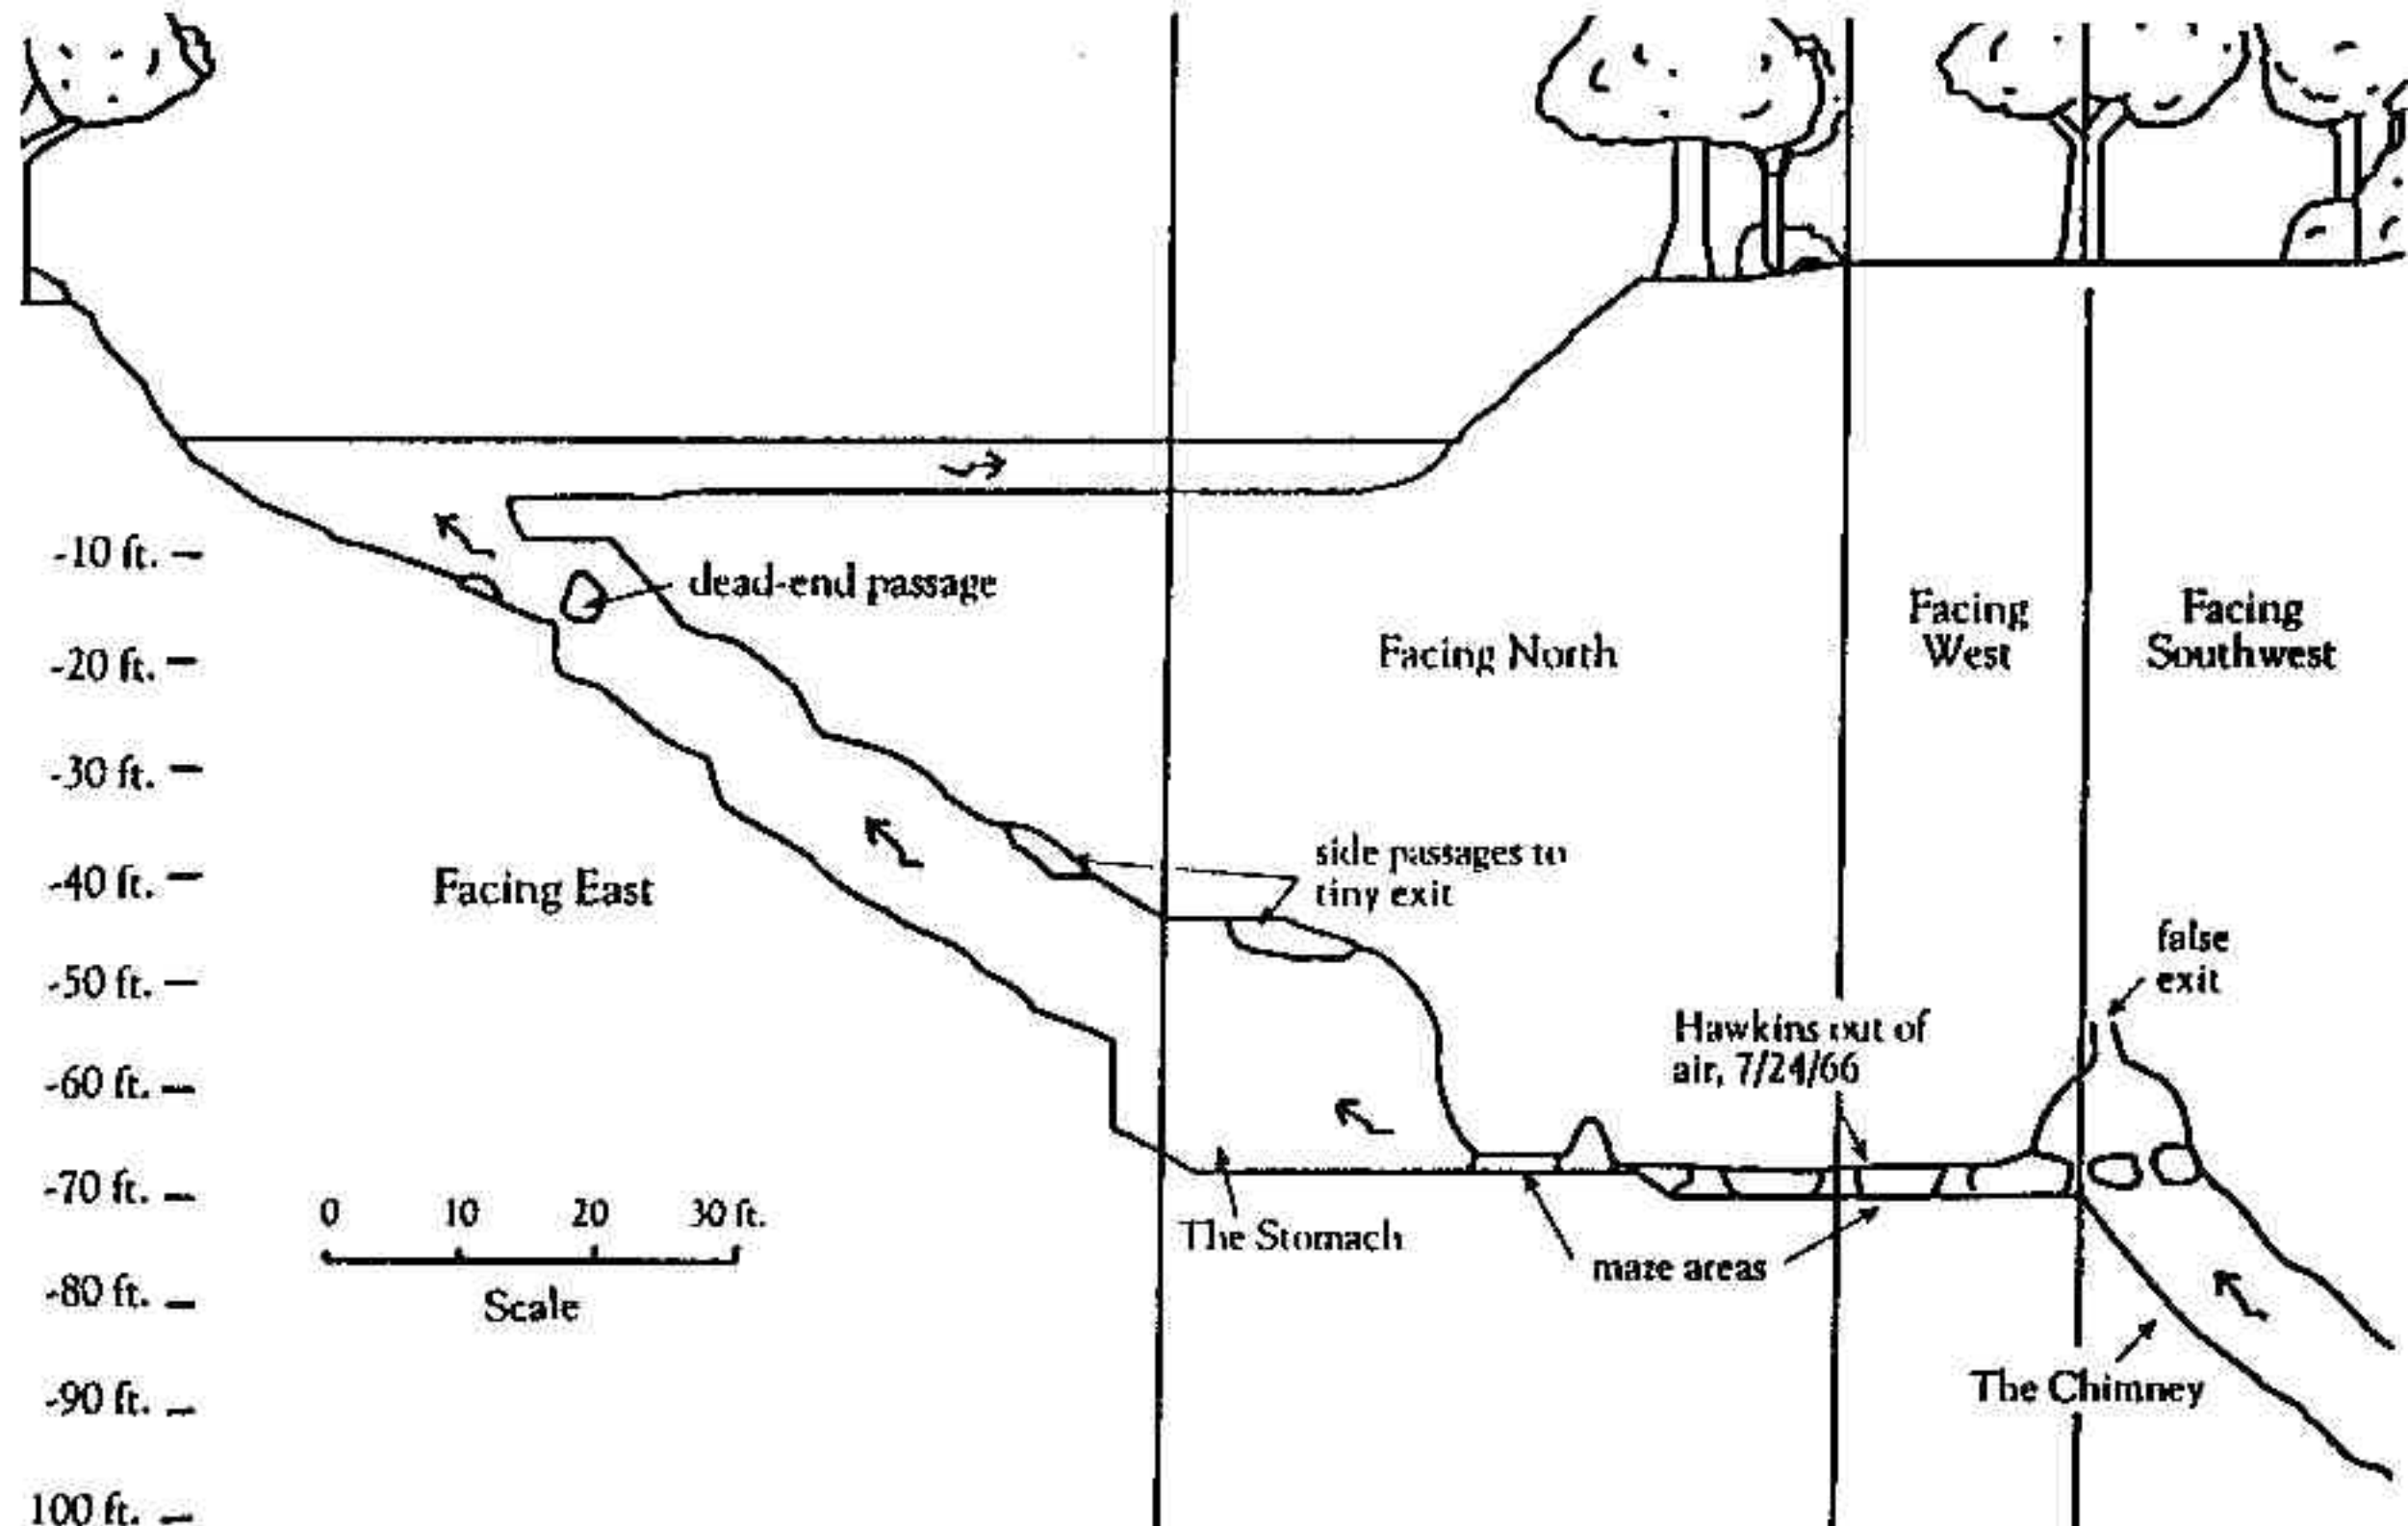 -10 ft.
-20 ft.
-30 ft.
-40 ft.
-50 ft.
-60 ft.
-70 ft.
-80 ft.
-90 ft.
100 ft.
dead-end passage
Facing East
Facing North
Facing
West
Facing
Southwest
side passages to
tiny exit
false
exit
Hawkins out of
air, 7/24/66
The Stomach
maze areas
The Chimney
0 10 20 30 ft.
Scale